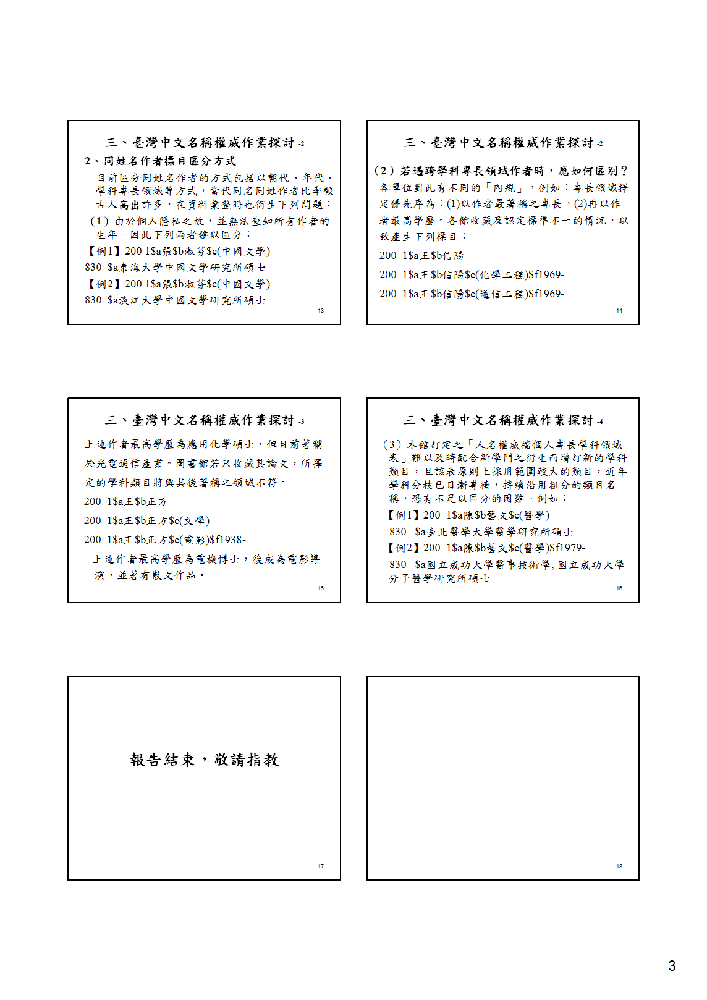 三、臺灣中文名稱權威作業探討 -2
2、同姓名作者標目區分方式
目前區分同姓名作者的方式包括以朝代、年代、
學科專長領域等方式，當代同名同姓作者比率較
古人高出許多，在資料彙整時也衍生下列問題：
（1）由於個人隱私之故，並無法查知所有作者的
生年。因此下列兩者難以區分：
【例1】200 1$a張$b淑芬$c(中國文學)
830 $a東海大學中國文學研究所碩士
【例2】200 1$a張$b淑芬$c(中國文學)
830 $a淡江大學中國文學研究所碩士
13
三、臺灣中文名稱權威作業探討 -2
（2）若遇跨學科專長領域作者時，應如何區別？
各單位對此有不同的「內規」，例如：專長領域擇
定優先序為：(1)以作者最著稱之專長，(2)再以作
者最高學歷。各館收藏及認定標準不一的情況，以
致產生下列標目：
200 1$a王$b信陽
200 1$a王$b信陽$c(化學工程)$f1969-
200 1$a王$b信陽$c(通信工程)$f1969-
14
三、臺灣中文名稱權威作業探討 -3
上述作者最高學歷為應用化學碩士，但目前著稱
於光電通信產業。圖書館若只收藏其論文，所擇
定的學科類目將與其後著稱之領域不符。
200 1$a王$b正方
200 1$a王$b正方$c(文學)
200 1$a王$b正方$c(電影)$f1938-
上述作者最高學歷為電機博士，後成為電影導
演，並著有散文作品。
15
三、臺灣中文名稱權威作業探討 -4
（3）本館訂定之「人名權威檔個人專長學科領域
表」難以及時配合新學門之衍生而增訂新的學科
類目，且該表原則上採用範圍較大的類目，近年
學科分枝已日漸專精，持續沿用粗分的類目名
稱，恐有不足以區分的困難。例如：
【例1】200 1$a陳$b藝文$c(醫學)
830 $a臺北醫學大學醫學研究所碩士
【例2】200 1$a陳$b藝文$c(醫學)$f1979-
830 $a國立成功大學醫事技術學, 國立成功大學
分子醫學研究所碩士
16
報告結束，敬請指教
17
18
3